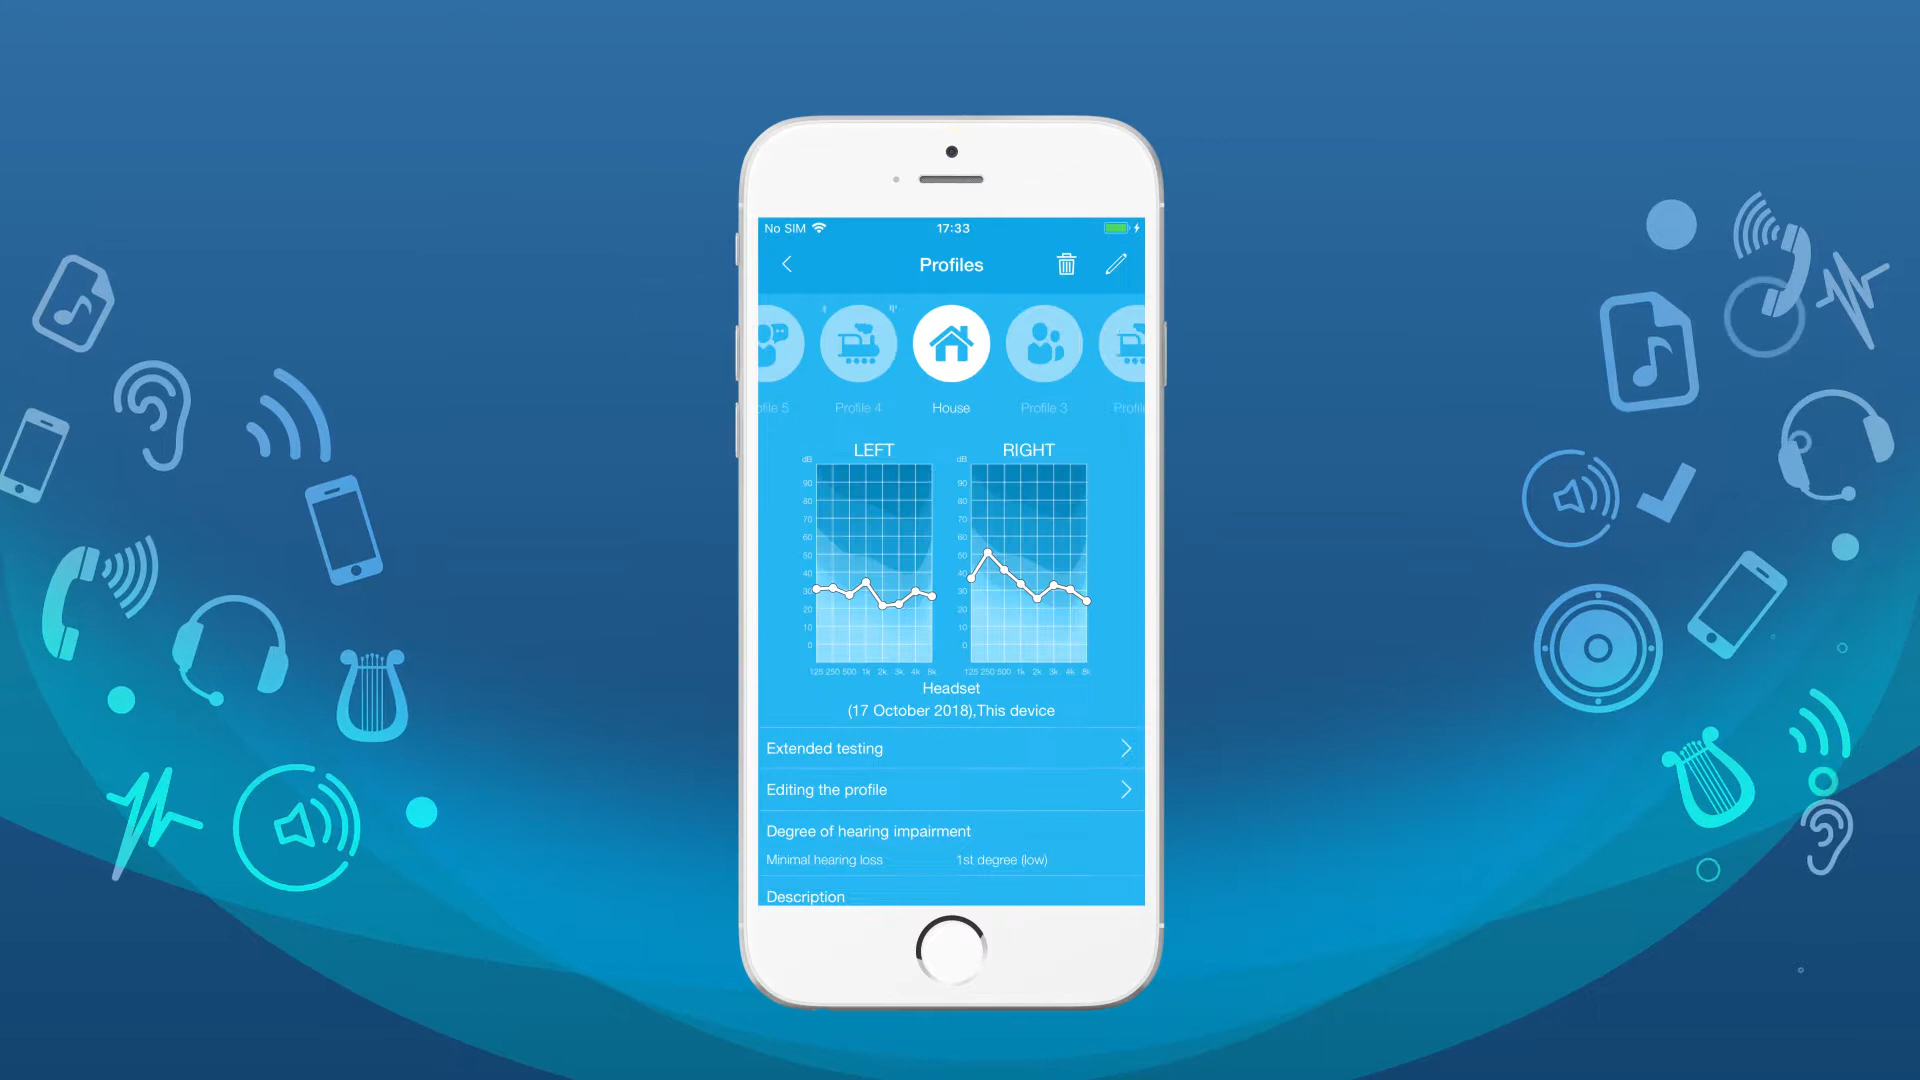 No SIM 17:33
Profiles
ofile 5 Profile 4 House Profile 3 Profil
LEFT RIGHT
dB dB
90 90
80 80
70 70
60 60
50 50
40 40
30 30
20 20
10 10
0 0
125 250 500 1k 2k 3k 4k 8k 125 250 500 1k 2k 3k 4k 8k
Headset
(17 October 2018),This device
Extended testing
Editing the profile
Degree of hearing impairment
Minimal hearing loss 1st degree (low)
Description